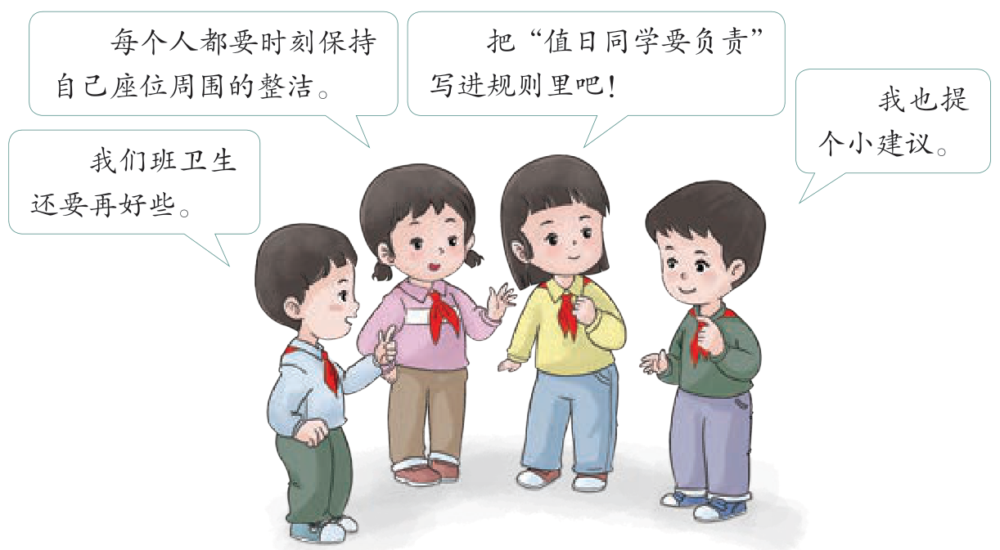 每个人都要时刻保持
自己座位周围的整洁。
把“值日同学要负责”
写进规则里吧！
我也提
个小建议。
我们班卫生
还要再好些。